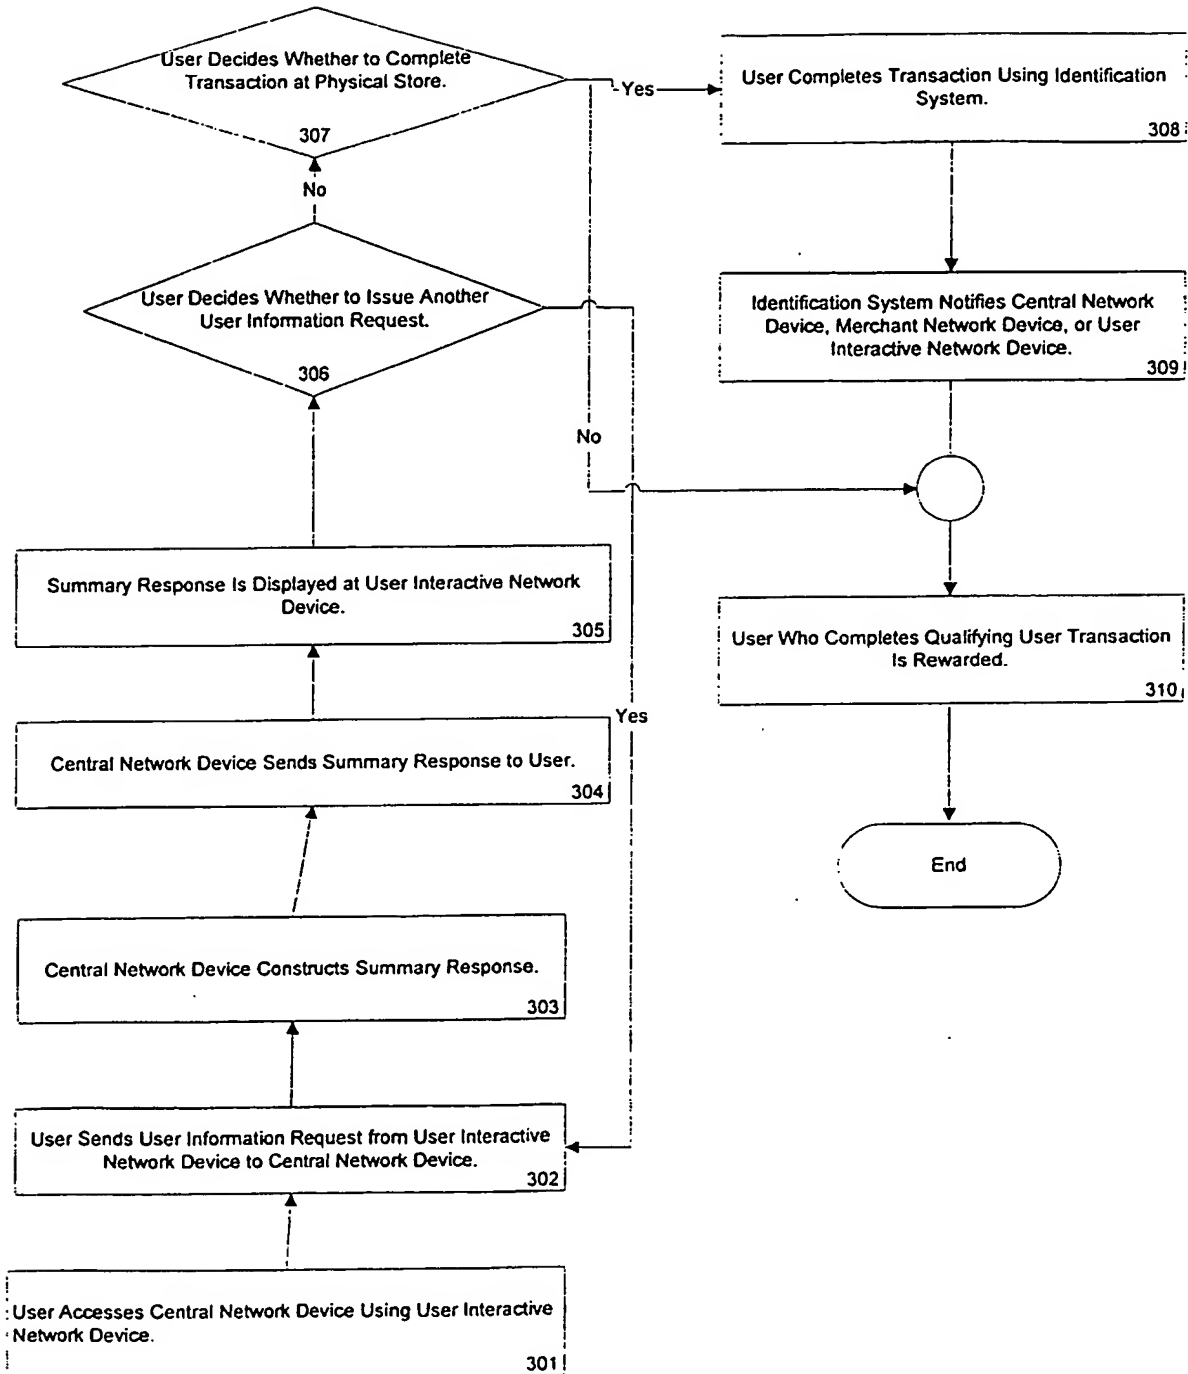 User Decides Whether to Complete
Transaction at Physical Store.
307
Yes
User Completes Transaction Using Identification
System.
308
No
User Decides Whether to Issue Another
User Information Request.
306
Identification System Notifies Central Network
Device, Merchant Network Device, or User
Interactive Network Device.
309
No
Summary Response Is Displayed at User Interactive Network
Device.
305
User Who Completes Qualifying User Transaction
Is Rewarded.
310
Yes
Central Network Device Sends Summary Response to User.
304
End
Central Network Device Constructs Summary Response.
303
User Sends User Information Request from User Interactive
Network Device to Central Network Device.
302
User Accesses Central Network Device Using User Interactive
Network Device.
301